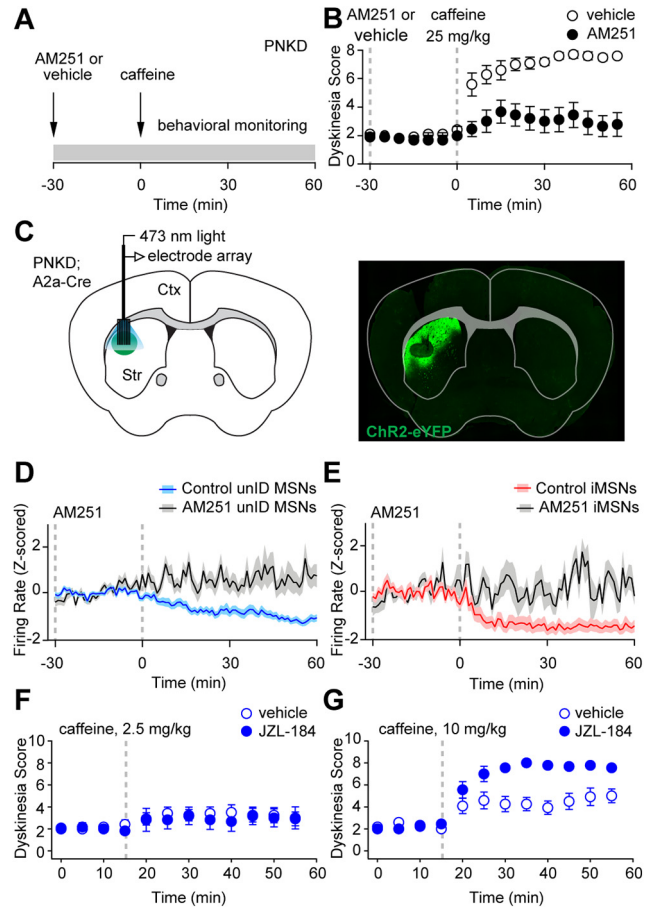 A
PNKD
AM251 or
vehicle
caffeine
behavioral monitoring
-30
0
60
Time (min)
B
AM251 or
vehicle
caffeine
25 mg/kg
vehicle
AM251
Dyskinesia Score
8
6
4
2
0
-30
0
30
60
Time (min)
C
473 nm light
electrode array
PNKD;
A2a-Cre
Ctx
Str
ChR2-eYFP
D
Control unID MSNs
AM251 unID MSNs
AM251
Firing Rate (Z-scored)
2
0
-2
-30
0
30
60
Time (min)
E
Control iMSNs
AM251 iMSNs
AM251
Firing Rate (Z-scored)
2
0
-2
-30
0
30
60
Time (min)
F
vehicle
JZL-184
caffeine, 2.5 mg/kg
Dyskinesia Score
10
8
6
4
2
0
0 10 20 30 40 50 60
Time (min)
G
vehicle
JZL-184
caffeine, 10 mg/kg
Dyskinesia Score
10
8
6
4
2
0
0 10 20 30 40 50 60
Time (min)